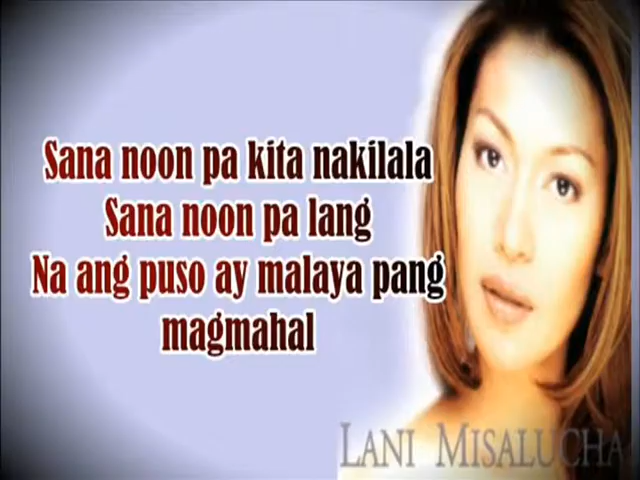 Sana noon pa kita nakilala
Sana noon pa lang
Na ang puso ay malaya pang
magmahal
LANI MISALUCHA